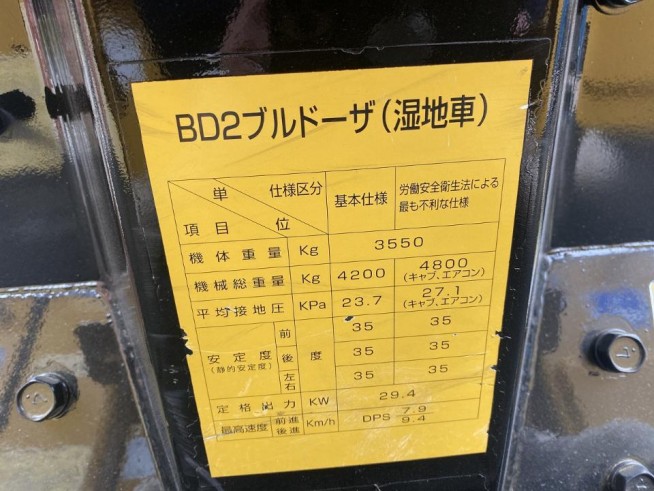 BD2ブルドーザ(湿地車)
単位 仕様区分 項目 基本仕様 労働安全衛生法による最も不利な仕様
機体重量 Kg 3550
機械総重量 Kg 4200 4800 (キャブ、エアコン)
平均接地圧 KPa 23.7 27.1 (キャブ、エアコン)
安定度 (静的安定度) 前 度 35 35
後 35 35
左右 35 35
定格出力 KW 29.4
最高速度 前進 後進 Km/h DPS 7.9 9.4